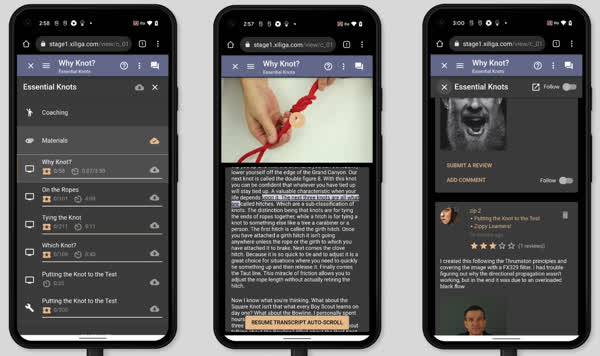 2:58
stage1.xiliga.com/view/c_01
Why Knot?
Essential Knots
Essential Knots
Coaching
Materials
Why Knot?
0/58 0:27/3:50
On the Ropes
0/101 4:08
Tying the Knot
0/211 9:11
Which Knot?
0/109 3:40
Putting the Knot to the Test
0:25
Putting the Knot to the Test
0/200
2:57
stage1.xiliga.com/view/c_01
Why Knot?
Essential Knots
lower yourself off the edge of the Grand Canyon. Our
next knot is called the double figure 8. With this knot
you can be confident that whatever you have tied up
will stay tied up. A valuable characteristic when your
life depends upon it. The next three knots are all what
are called hitches. Which are a sub-classification of
knots. The distinction being that knots are for tying
the ends of ropes together, while a hitch is for tying a
knot to something else like a tree or a carabiner or a
person. The first hitch is called the girth hitch. Once
you have attached a girth hitch it isn't going
anywhere unless the rope or the girth to which you
have attached it to brake. Next comes the clove
hitch. Because it is so quick to tie and to adjust it is a
great choice for situations where you need to quickly
tie something up and then release it. Finally comes
the Taut line. This miracle of friction allows you to
adjust the rope length without actually retiring the
hitch.
Now I know what you're thinking. What about the
Square Knot isn't that what every Boy Scout learns on
day one? What about the Bowline. I personally spent
hours
three
RESUME TRANSCRIPT AUTO-SCROLL
3:00
stage1.xiliga.com/view/c_01
Why Knot?
Essential Knots
Essential Knots
Follow
SUBMIT A REVIEW
ADD COMMENT
Follow
zip 2
• Putting the Knot to the Test
• Zippy Learners!
months ago
(1 reviews)
I created this following the Thrumaton principles and
covering the image with a FX329 filter. I had trouble
figuring out why the directional propagation wasn't
working, but in the end it was due to an overloaded
black flow